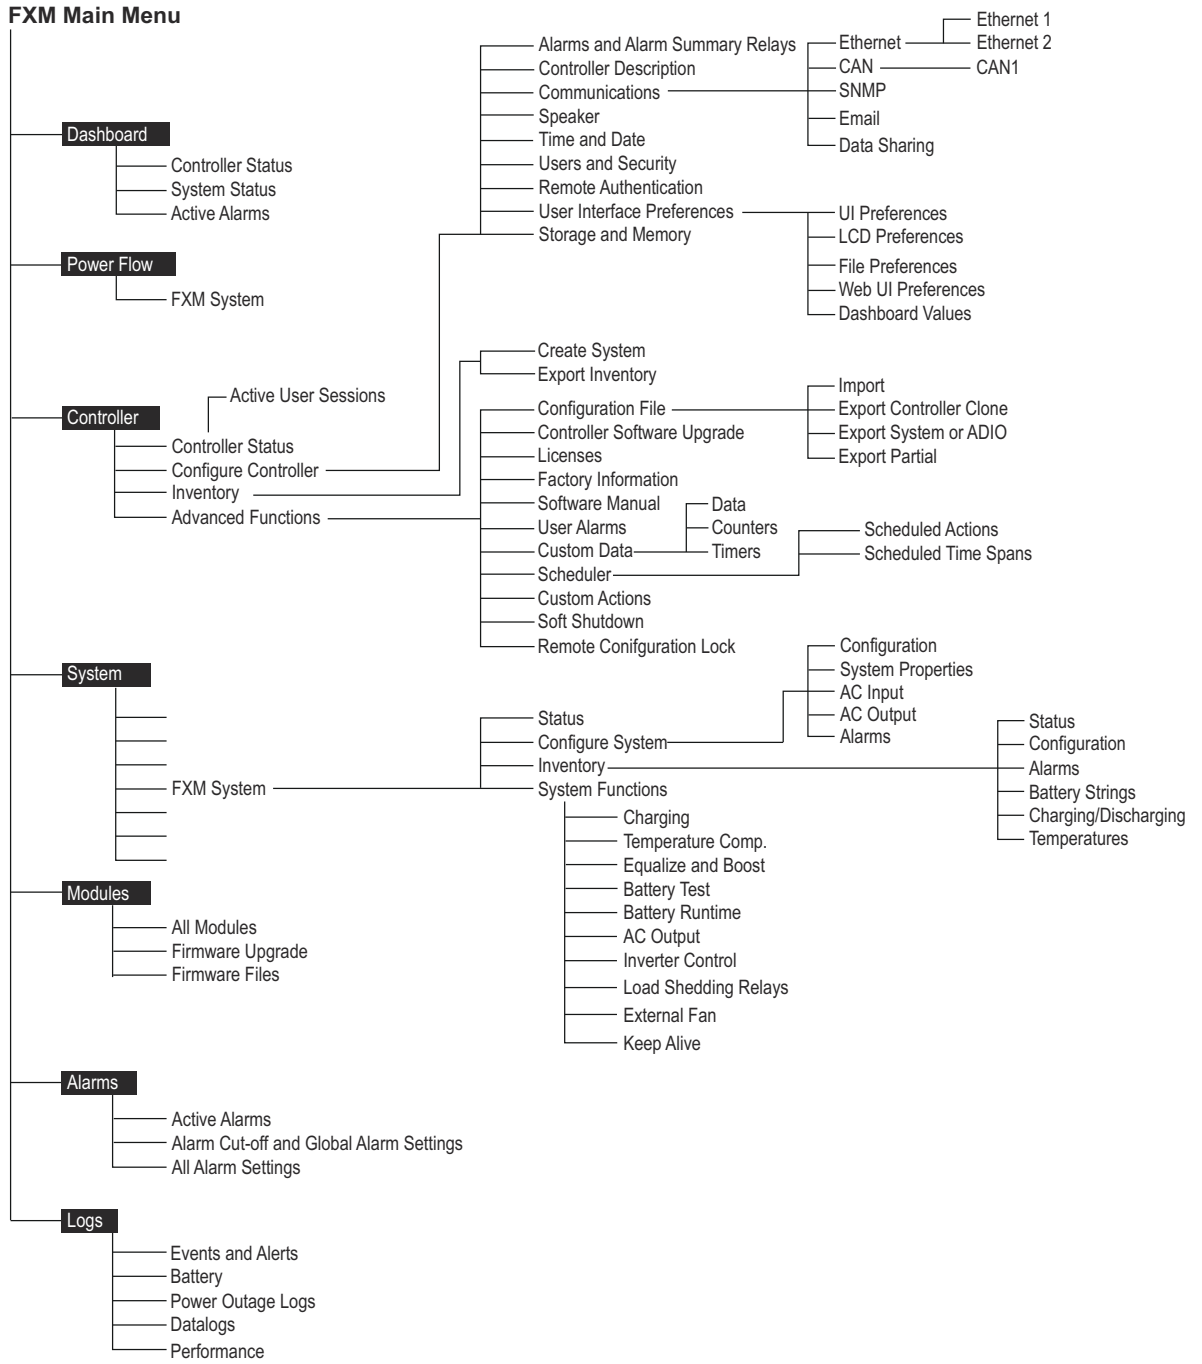 FXM Main Menu
Dashboard
Controller Status
System Status
Active Alarms
Power Flow
FXM System
Controller
Active User Sessions
Controller Status
Configure Controller
Inventory
Advanced Functions
Alarms and Alarm Summary Relays
Controller Description
Communications
Speaker
Time and Date
Users and Security
Remote Authentication
User Interface Preferences
Storage and Memory
Ethernet
CAN
SNMP
Email
Data Sharing
Ethernet 1
Ethernet 2
CAN1
UI Preferences
LCD Preferences
File Preferences
Web UI Preferences
Dashboard Values
Create System
Export Inventory
Configuration File
Controller Software Upgrade
Licenses
Factory Information
Software Manual
User Alarms
Custom Data
Scheduler
Custom Actions
Soft Shutdown
Remote Conifguration Lock
Import
Export Controller Clone
Export System or ADIO
Export Partial
Data
Counters
Timers
Scheduled Actions
Scheduled Time Spans
System
FXM System
Status
Configure System
Inventory
System Functions
Configuration
System Properties
AC Input
AC Output
Alarms
Status
Configuration
Alarms
Battery Strings
Charging/Discharging
Temperatures
Charging
Temperature Comp.
Equalize and Boost
Battery Test
Battery Runtime
AC Output
Inverter Control
Load Shedding Relays
External Fan
Keep Alive
Modules
All Modules
Firmware Upgrade
Firmware Files
Alarms
Active Alarms
Alarm Cut-off and Global Alarm Settings
All Alarm Settings
Logs
Events and Alerts
Battery
Power Outage Logs
Datalogs
Performance